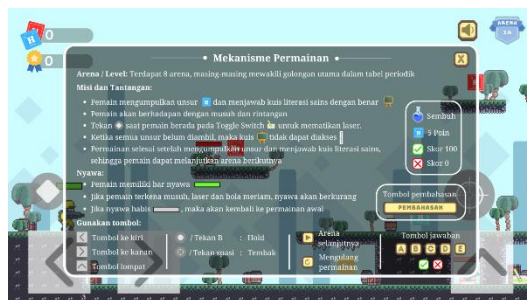 0
0
ARENA
1A
Mekanisme Permainan
X
Arena / Level: Terdapat 8 arena, masing-masing mewakili golongan utama dalam tabel periodik
Misi dan Tantangan:
Pemain mengumpulkan unsur H dan menjawab kuis literasi sains dengan benar
Pemain akan berhadapan dengan musuh dan rintangan
Tekan saat pemain berada pada Toggle Switch untuk mematikan laser.
Ketika semua unsur belum diambil, maka kuis tidak dapat diakses
Permainan selesai setelah mengumpulkan unsur dan menjawab kuis literasi sains,
sehingga pemain dapat melanjutkan arena berikutnya
Sembuh
5 Poin
Skor 100
Skor 0
Nyawa:
Pemain memiliki bar nyawa
Jika pemain terkena musuh, laser dan bola meriam, nyawa akan berkurang
Jika nyawa habis, maka akan kembali ke permainan awal
Tombol pembahasan
PEMBAHASAN
Gunakan tombol:
Tombol ke kiri
Tombol ke kanan
Tombol lompat
/ Tekan B : Hold
/ Tekan spasi : Tembak
Arena
selanjutnya
Mengulang
permainan
Tombol jawaban
A B C D E